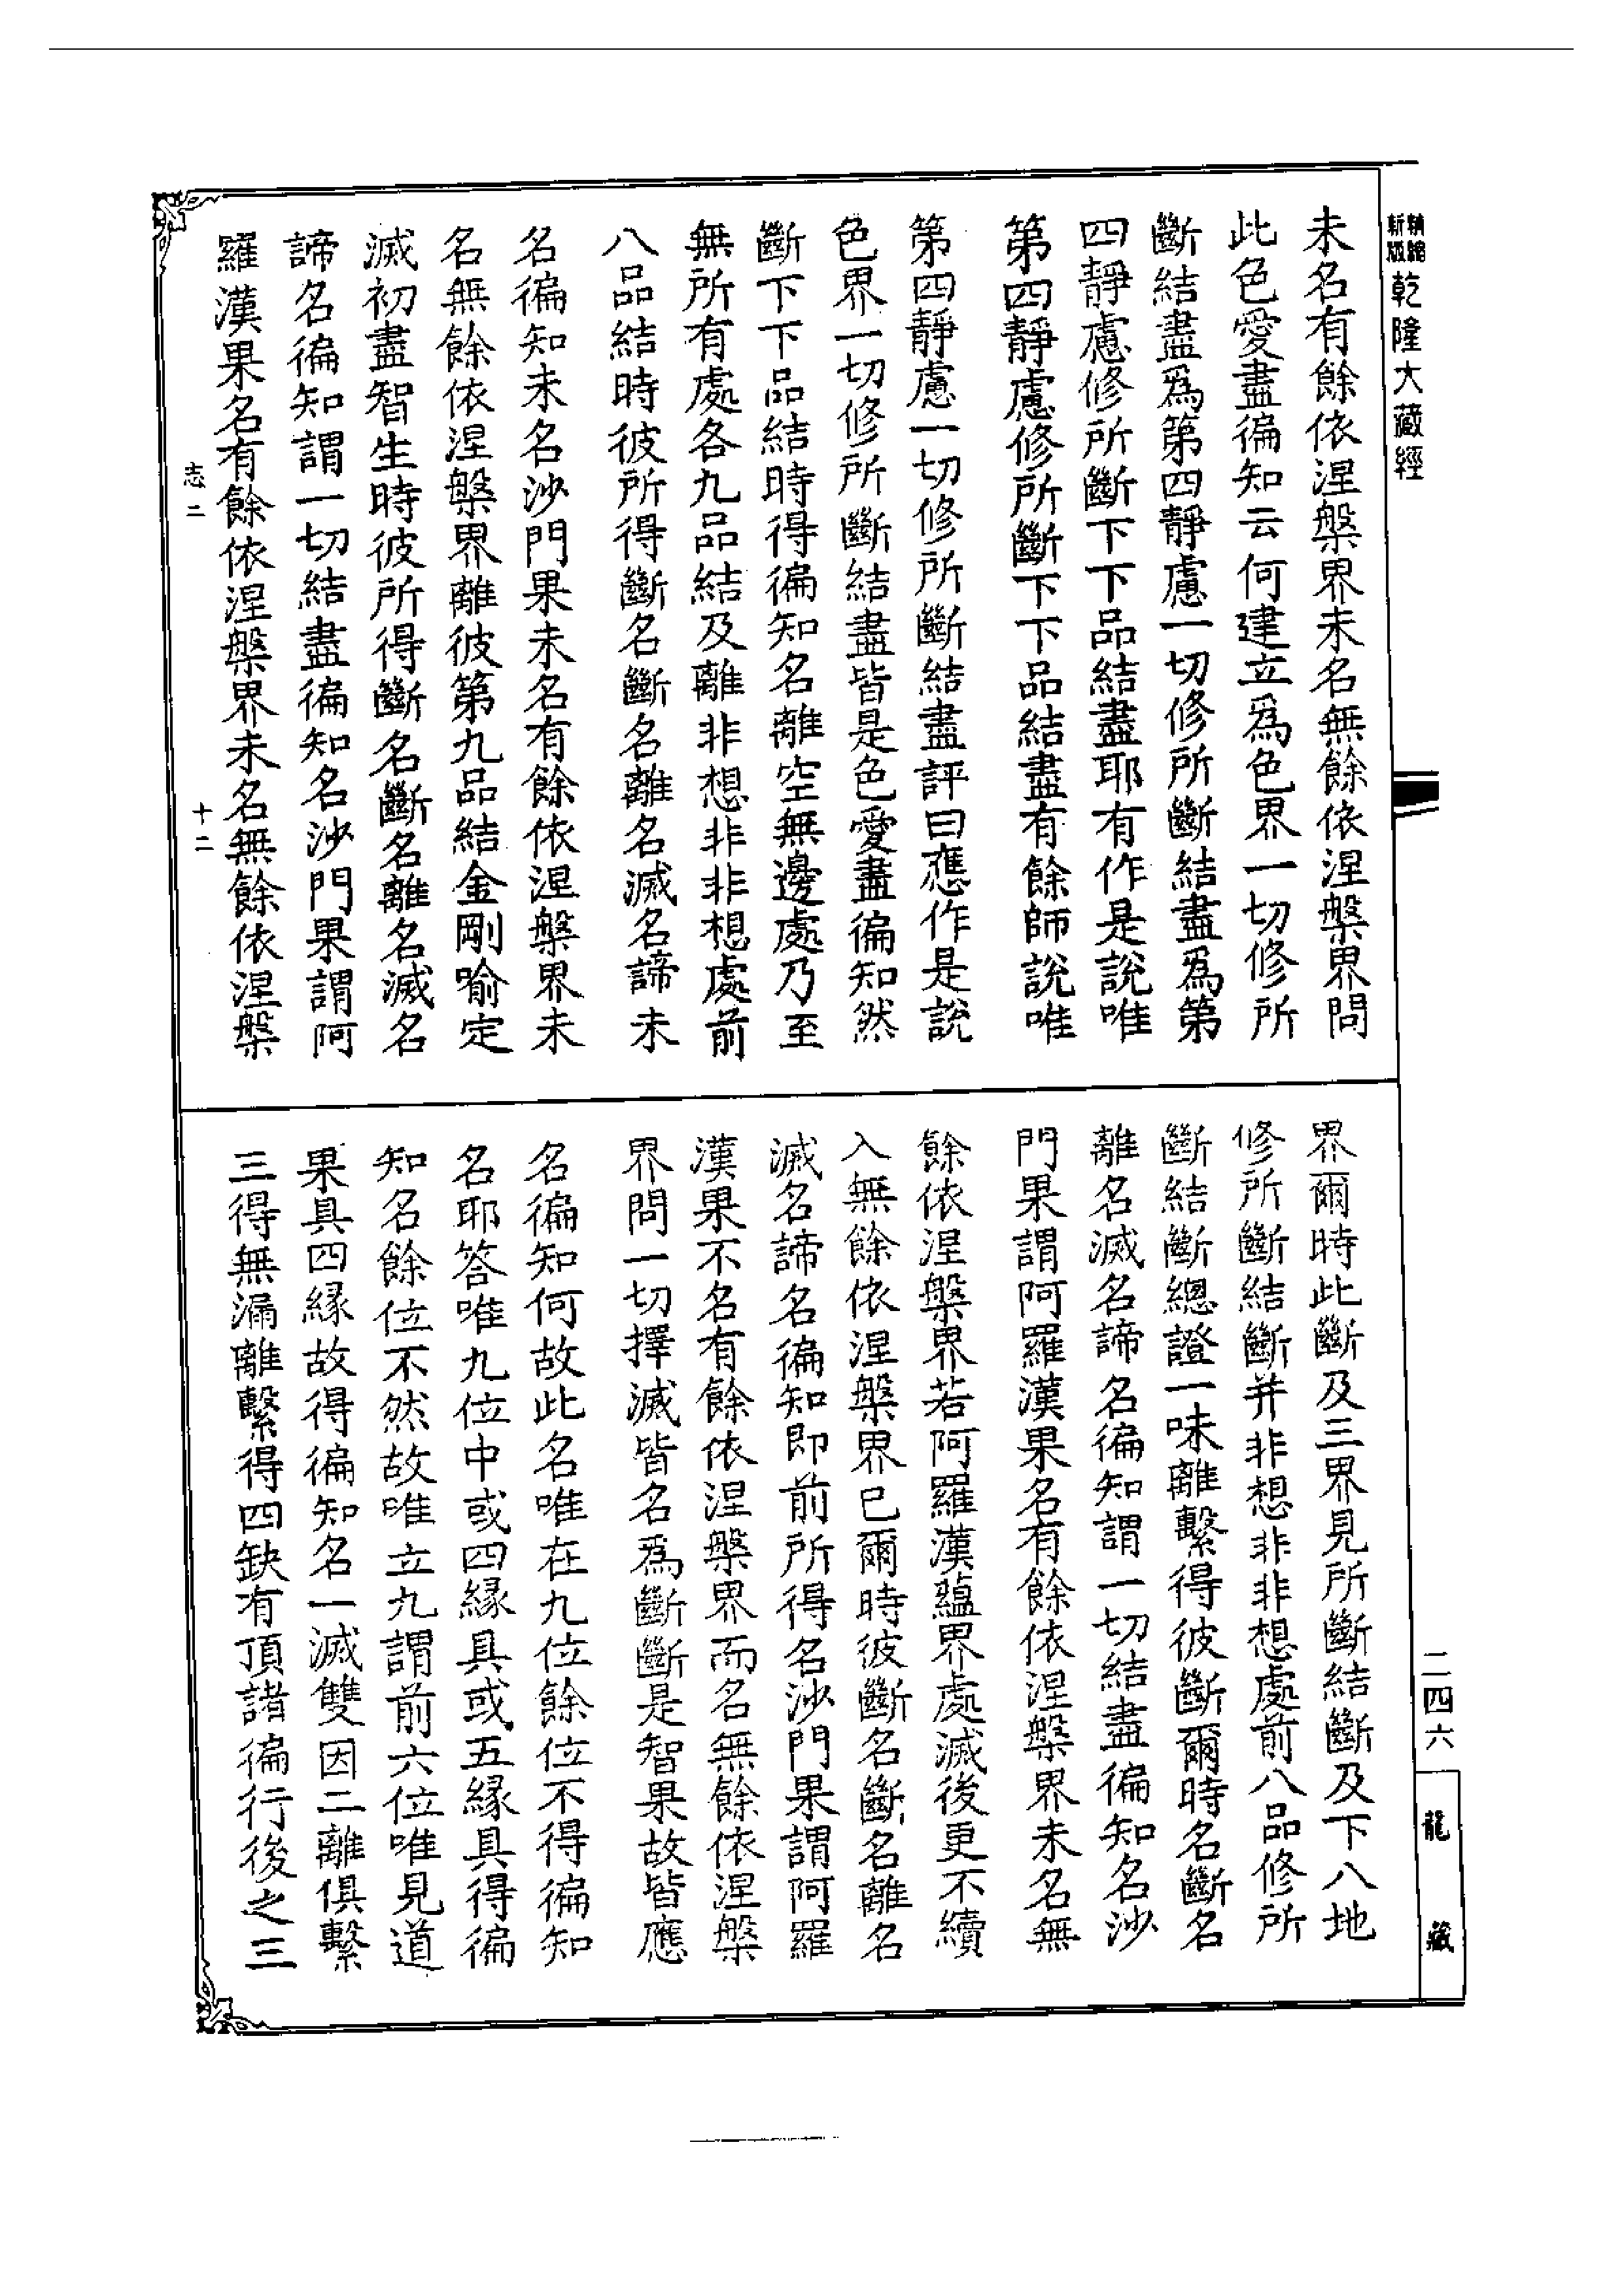 精縮新版乾隆大藏經
未名有餘依涅槃界未名無餘依涅槃界問
此色愛盡徧知云何建立爲色界一切修所
斷結盡爲第四靜慮一切修所斷結盡爲第
四靜慮修所斷下下品結盡耶有作是說唯
第四靜慮修所斷下下品結盡有餘師說唯
第四靜慮一切修所斷結盡評曰應作是說
色界一切修所斷結盡皆是色愛盡徧知然
斷下下品結時得徧知名離空無邊處乃至
無所有處各九品結及離非想非非想處前
八品結時彼所得斷名斷名離名滅名諦未
名徧知未名沙門果未名有餘依涅槃界未
名無餘依涅槃界離彼第九品結金剛喻定
滅初盡智生時彼所得斷名斷名離名滅名
諦名徧知謂一切結盡徧知名沙門果謂阿
羅漢果名有餘依涅槃界未名無餘依涅槃
志二
十二
界爾時此斷及三界見所斷結斷及下八地
修所斷結斷并非想非非想處前八品修所
斷結斷總證一味離繫得彼斷爾時名斷名
離名滅名諦名徧知謂一切結盡徧知名沙
門果謂阿羅漢果名有餘依涅槃界未名無
餘依涅槃界若阿羅漢蘊界處滅後更不續
入無餘依涅槃界已爾時彼斷名斷名離名
滅名諦名徧知即前所得名沙門果謂阿羅
漢果不名有餘依涅槃界而名無餘依涅槃
界問一切擇滅皆名爲斷斷是智果故皆應
名徧知何故此名唯在九位餘位不得徧知
名耶答唯九位中或四緣具或五緣具得徧
知名餘位不然故唯立九謂前六位唯見道
果具四緣故得徧知名一滅雙因二離俱繫
三得無漏離繫得四缺有頂諸徧行後之三
二四六
龍藏